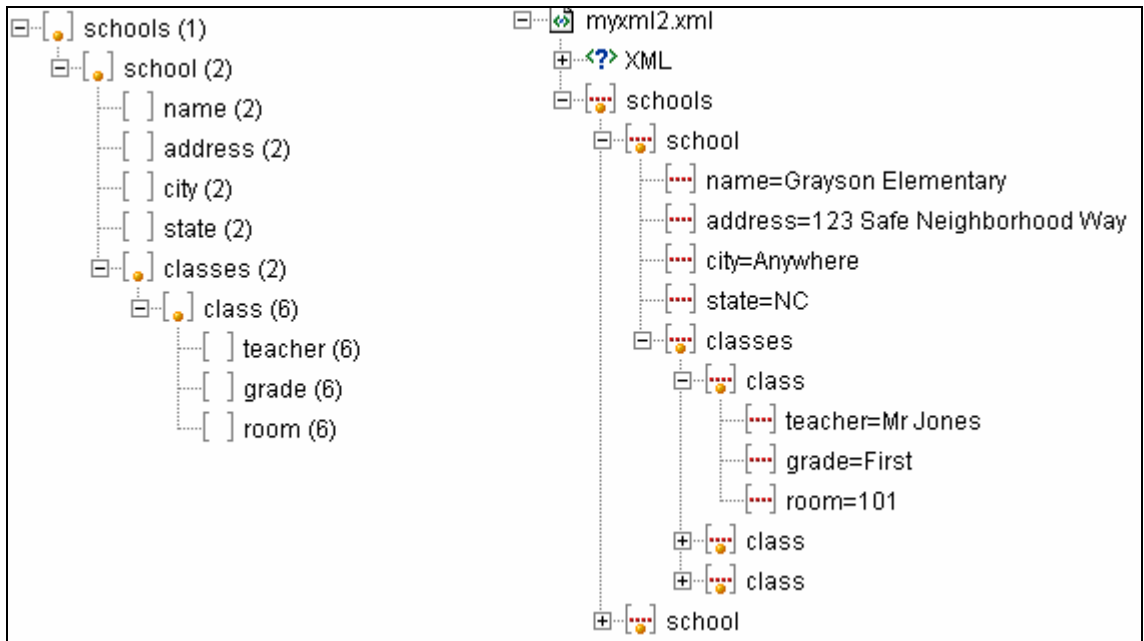 schools (1)
school (2)
name (2)
address (2)
city (2)
state (2)
classes (2)
class (6)
teacher (6)
grade (6)
room (6)
myxml2.xml
<?> XML
schools
school
name=Grayson Elementary
address=123 Safe Neighborhood Way
city=Anywhere
state=NC
classes
class
teacher=Mr Jones
grade=First
room=101
class
class
school